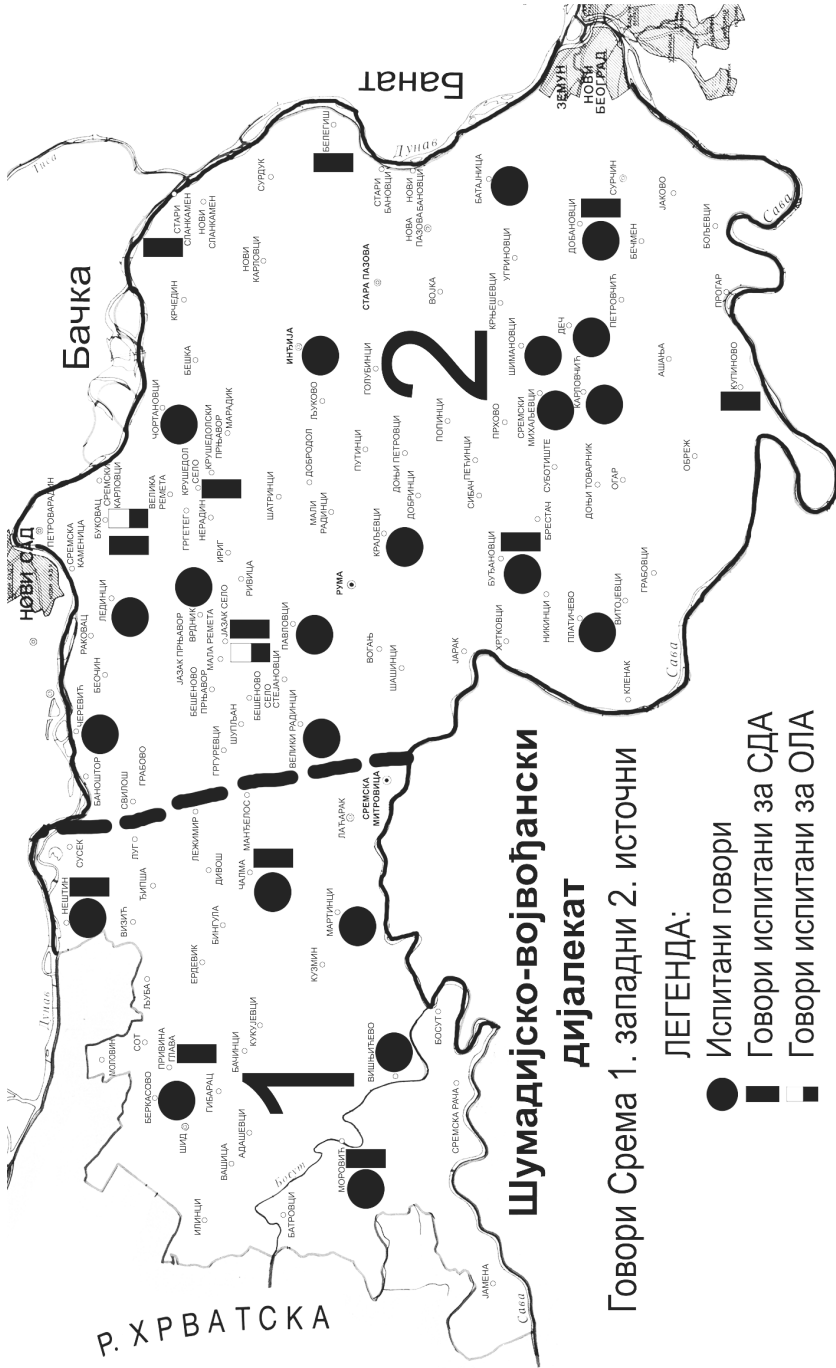 Р. ХРВАТСКА
Бачка
Банат
1
2
Шумадијско-војвођански
дијалекат
Говори Срема 1. западни 2. источни
ЛЕГЕНДА:
Испитани говори
Говори испитани за СДА
Говори испитани за ОЛА
Дунав
Тиса
Дунав
Сава
Сава
Сава
Босут
НОВИ САД
ПЕТРОВАРАДИН
СРЕМСКА
КАМЕНИЦА
БУКОВАЦ
СРЕМСКИ
КАРЛОВЦИ
ВЕЛИКА
РЕМЕТА
ЧОРТАНОВЦИ
БЕШКА
КРЧЕДИН
СТАРИ
СЛАНКАМЕН
НОВИ
СЛАНКАМЕН
НОВИ
КАРЛОВЦИ
СУРДУК
БЕЛЕГИШ
СТАРИ
БАНОВЦИ
НОВИ
БАНОВЦИ
НОВА
ПАЗОВА
СТАРА ПАЗОВА
ВОЈКА
БАТАЈНИЦА
УГРИНОВЦИ
КРЊЕШЕВЦИ
ЗЕМУН
НОВИ
БЕОГРАД
ДОБАНОВЦИ
СУРЧИН
БЕЧМЕН
ЈАКОВО
БОЉЕВЦИ
ПЕТРОВЧИЋ
ПРОГАР
ДЕЧ
ШИМАНОВЦИ
КАРЛОВЧИЋ
АШАЊА
КУПИНОВО
СРЕМСКИ
МИХАЉЕВЦИ
ПРХОВО
ПОПИНЦИ
ГОЛУБИНЦИ
ИНЂИЈА
ЉУКОВО
МАРАДИК
КРУШЕДОЛСКИ
ПРЊАВОР
КРУШЕДОЛ
СЕЛО
ГРГЕТЕГ
НЕРАДИН
ШАТРИНЦИ
ДОБРОДОЛ
МАЛИ
РАДИНЦИ
ПУТИНЦИ
ДОЊИ ПЕТРОВЦИ
ДОБРИНЦИ
КРАЉЕВЦИ
СИБАЧ
ПЕЋИНЦИ
СУБОТИШТЕ
БРЕСТАЧ
ДОЊИ ТОВАРНИК
ОГАР
ОБРЕЖ
БУЂАНОВЦИ
НИКИНЦИ
ПЛАТИЧЕВО
ВИТОЈЕВЦИ
ГРАБОВЦИ
КЛЕНАК
ХРТКОВЦИ
ЈАРАК
ШАШИНЦИ
ВОГАЊ
РУМА
ПАВЛОВЦИ
РИВИЦА
ИРИГ
ВРДНИК
ЈАЗАК ПРЊАВОР
МАЛА РЕМЕТА
ЈАЗАК СЕЛО
БЕШЕНОВО
ПРЊАВОР
БЕШЕНОВО
СЕЛО
СТЕЈАНОВЦИ
ШУЉАН
ГРГУРЕВЦИ
ВЕЛИКИ РАДИНЦИ
ЛЕДИНЦИ
РАКОВАЦ
БЕОЧИН
ЧЕРЕВИЋ
БАНОШТОР
СВИЛОШ
ГРАБОВО
СУСЕК
ЛУГ
НЕШТИН
ВИЗИЋ
ЂИПША
ЛЕЖИМИР
ДИВОШ
МАНЂЕЛОС
ЧАЛМА
БИНГУЛА
ЕРДЕВИК
ЛАЋАРАК
СРЕМСКА
МИТРОВИЦА
МАРТИНЦИ
КУЗМИН
КУКУЈЕВЦИ
БАЧИНЦИ
ЉУБА
СОТ
МОЛОВИН
ПРИВИНА
ГЛАВА
БЕРКАСОВО
ШИД
ГИБАРАЦ
АДАШЕВЦИ
ВАШИЦА
ИЛИНЦИ
БАТРОВЦИ
МОРОВИЋ
ВИШЊИЋЕВО
БОСУТ
СРЕМСКА РАЧА
ЈАМЕНА